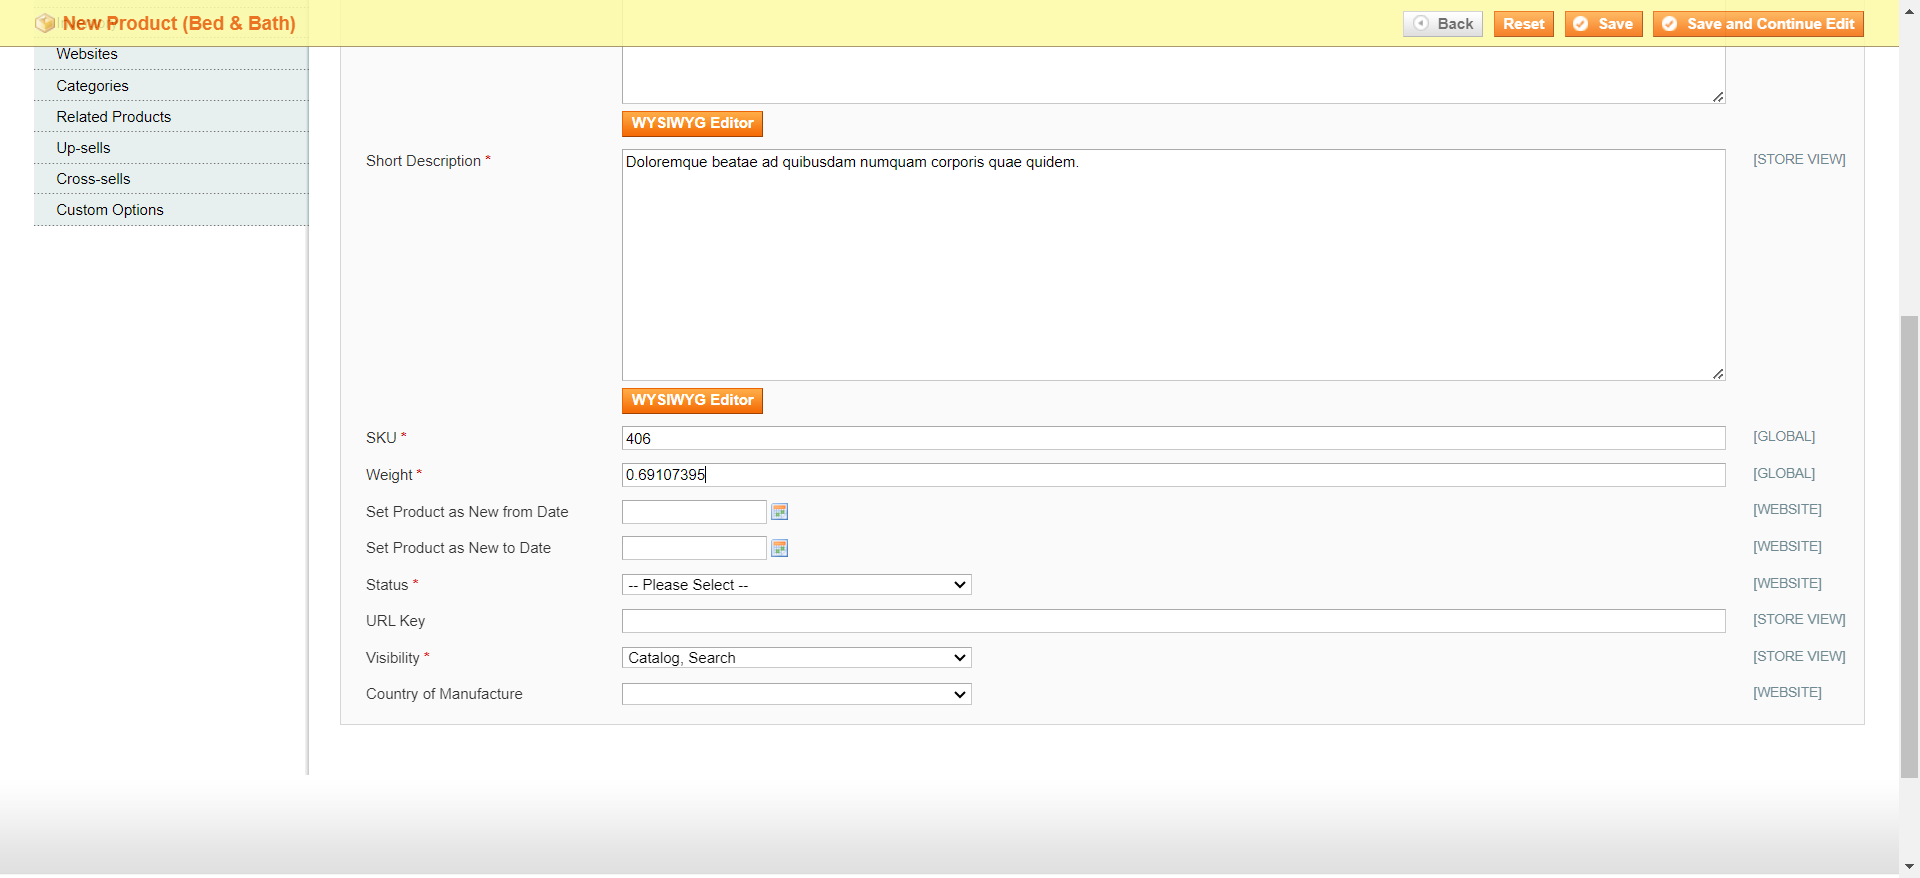 New Product (Bed & Bath)
Back
Reset
Save
Save and Continue Edit
Websites
Categories
Related Products
Up-sells
Cross-sells
Custom Options
WYSIWYG Editor
Short Description *
Doloremque beatae ad quibusdam numquam corporis quae quidem.
[STORE VIEW]
WYSIWYG Editor
SKU *
406
[GLOBAL]
Weight *
0.69107395
[GLOBAL]
Set Product as New from Date
[WEBSITE]
Set Product as New to Date
[WEBSITE]
Status *
-- Please Select --
[WEBSITE]
URL Key
[STORE VIEW]
Visibility *
Catalog, Search
[STORE VIEW]
Country of Manufacture
[WEBSITE]